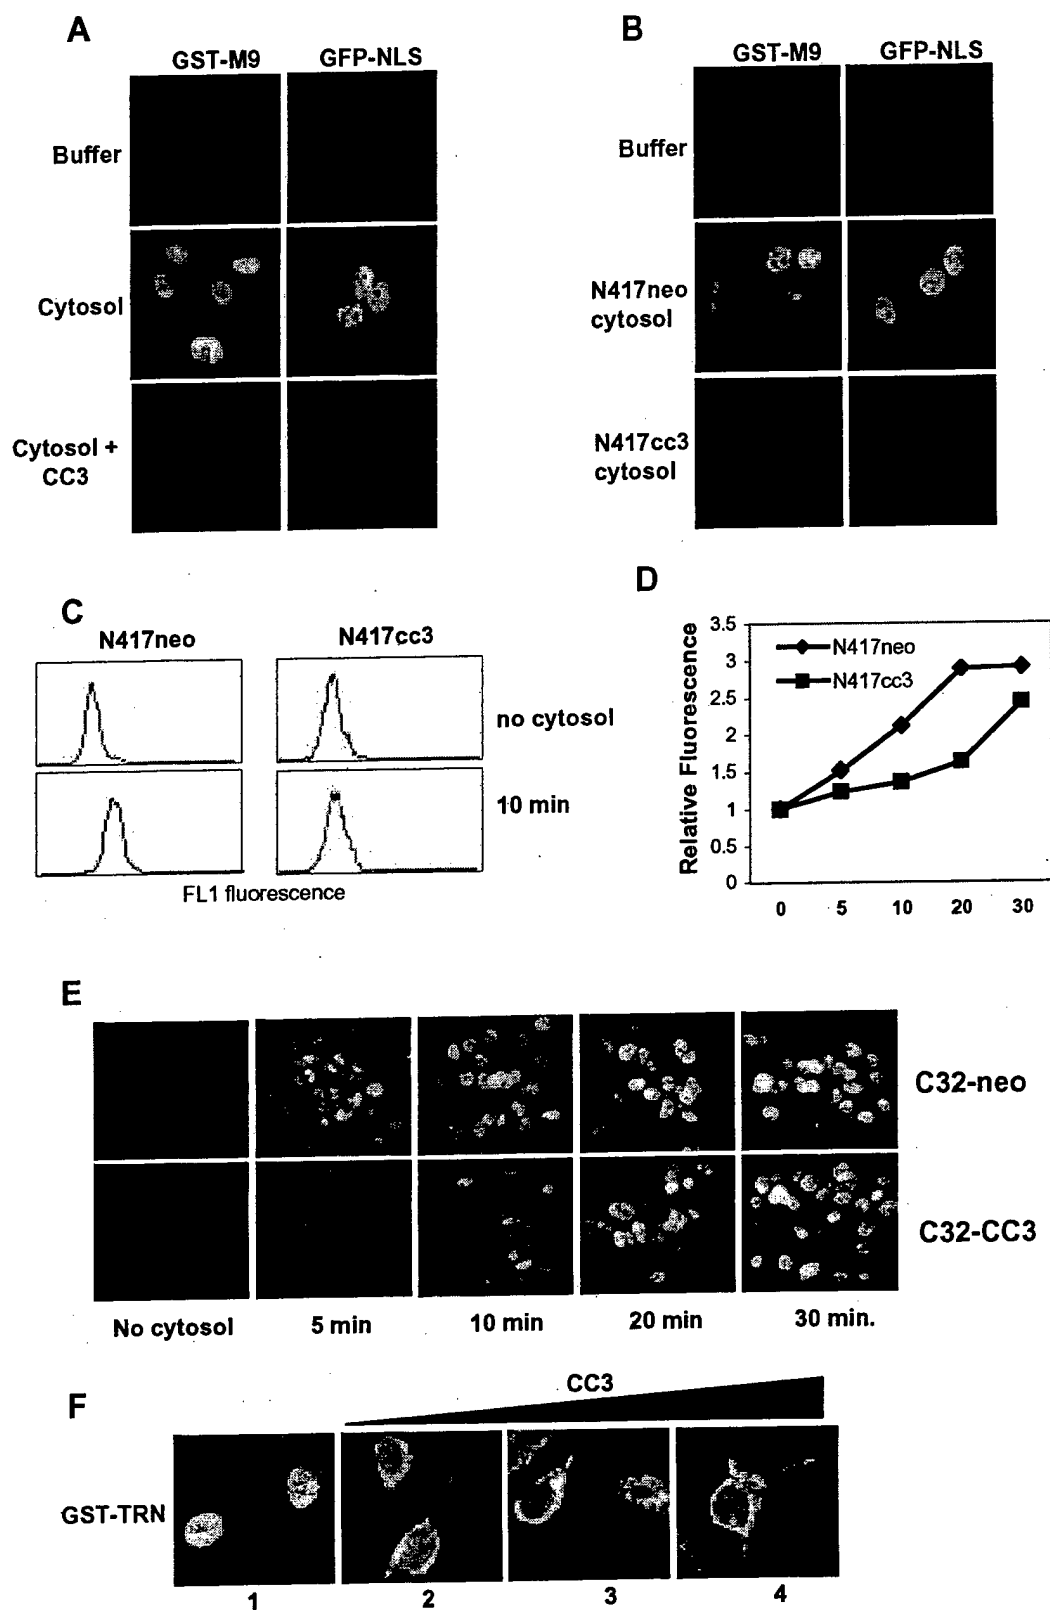 A
GST-M9 GFP-NLS
Buffer
Cytosol
Cytosol +
CC3
B
GST-M9 GFP-NLS
Buffer
N417neo
cytosol
N417cc3
cytosol
C
N417neo N417cc3
no cytosol
10 min
FL1 fluorescence
D
Relative Fluorescence
3.5
3
2.5
2
1.5
1
0.5
0
N417neo
N417cc3
0 5 10 20 30
E
C32-neo
C32-CC3
No cytosol 5 min 10 min 20 min 30 min.
F
CC3
GST-TRN
1 2 3 4